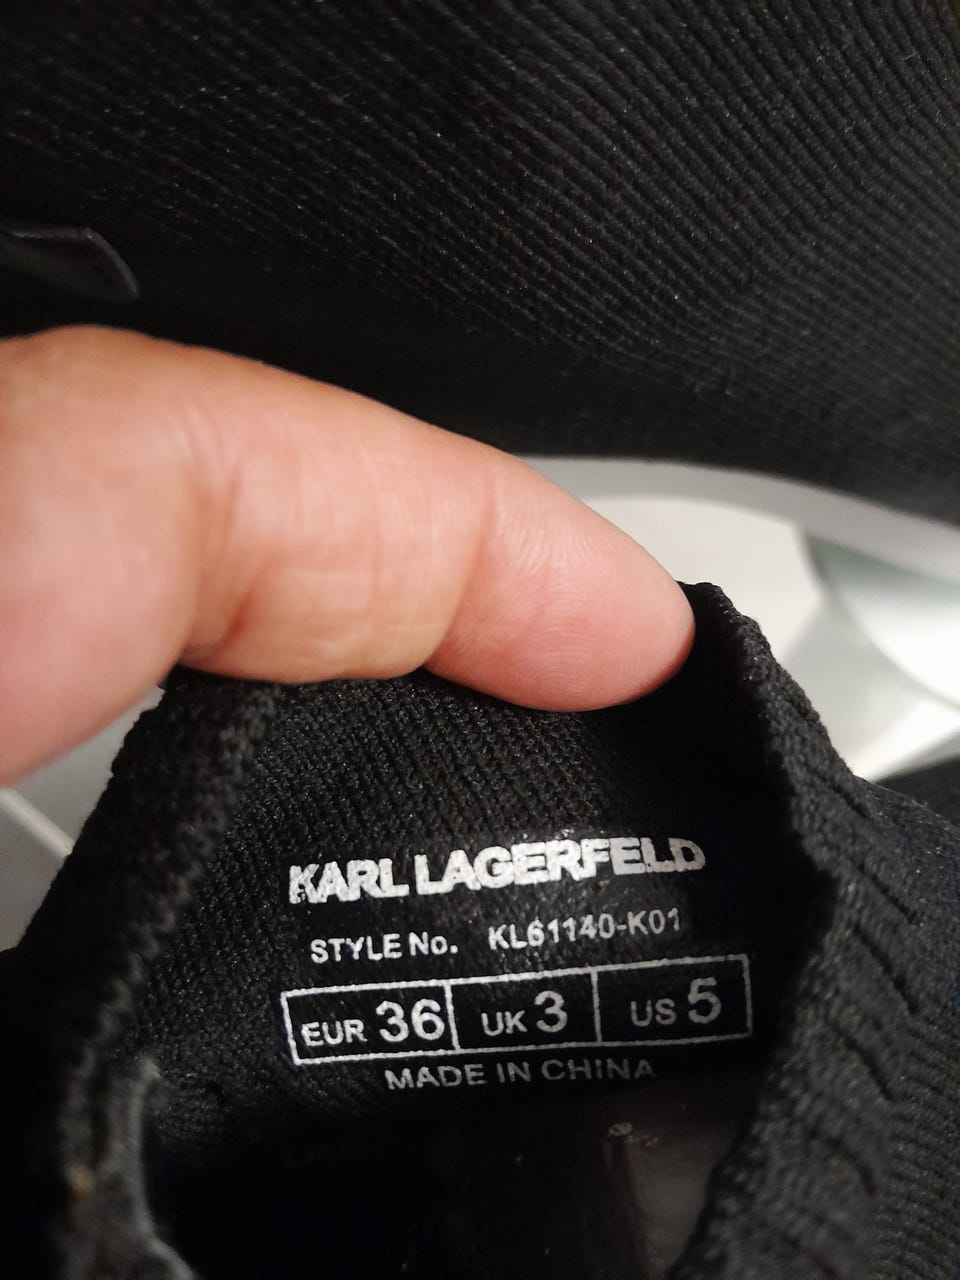 KARL LAGERFELD
STYLE No. KL61140-K01
EUR 36 UK 3 US 5
MADE IN CHINA